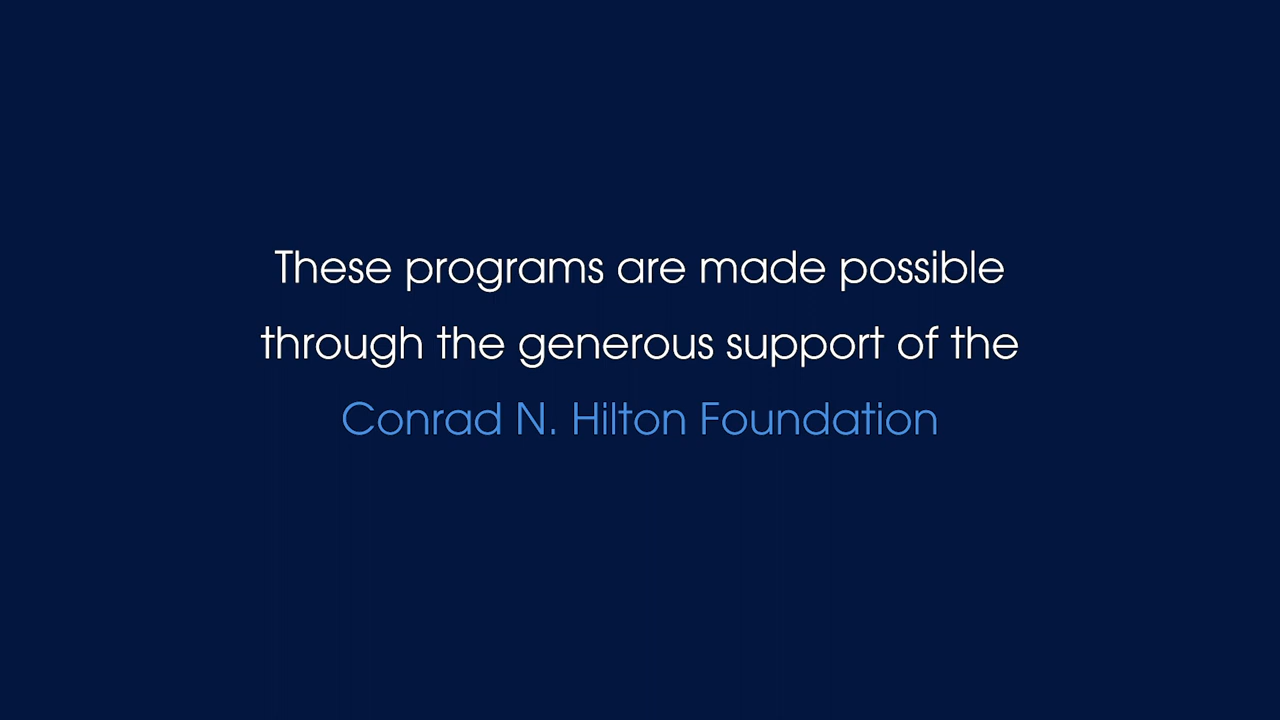 These programs are made possible
through the generous support of the
Conrad N. Hilton Foundation